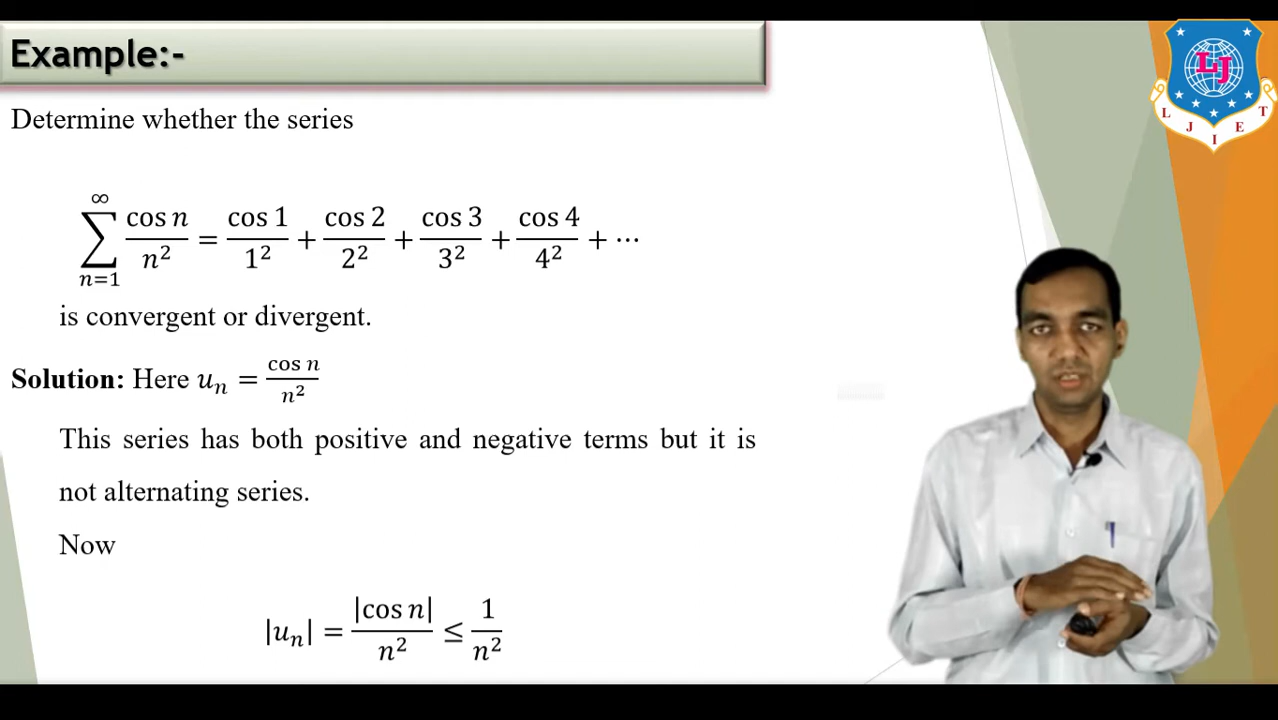 Example:-
LJ
L J I E T
Determine whether the series
∞
∑ cos n / n² = cos 1 / 1² + cos 2 / 2² + cos 3 / 3² + cos 4 / 4² + ⋯
n=1
is convergent or divergent.
Solution: Here uₙ = cos n / n²
This series has both positive and negative terms but it is
not alternating series.
Now
|uₙ| = |cos n| / n² ≤ 1 / n²